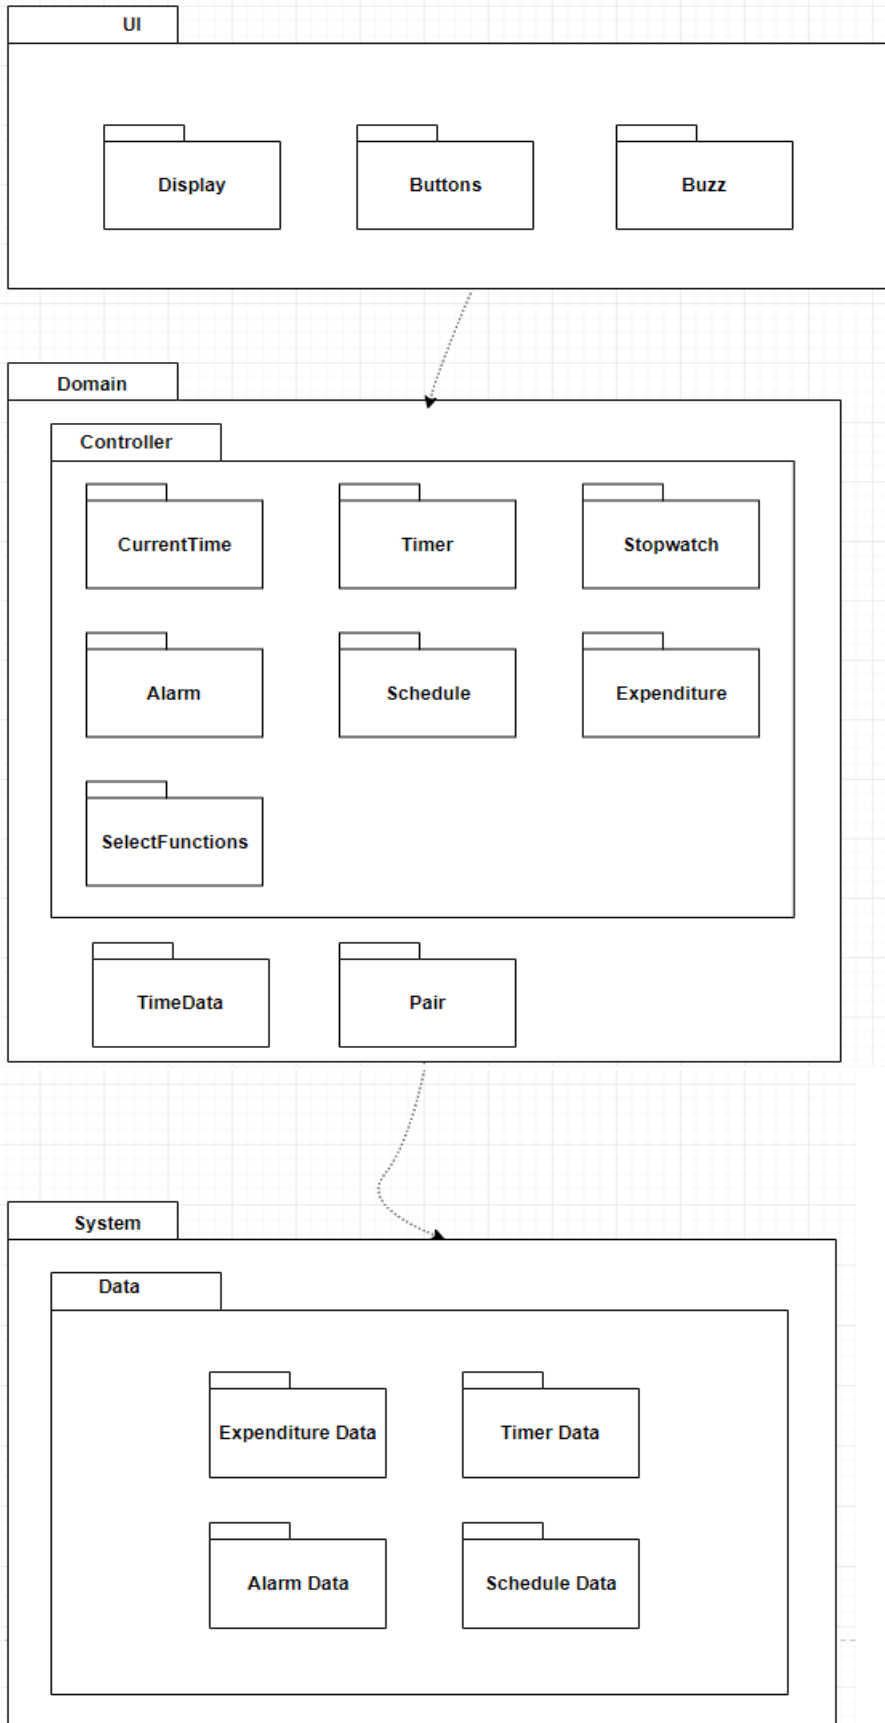 UI
Display
Buttons
Buzz
Domain
Controller
CurrentTime
Timer
Stopwatch
Alarm
Schedule
Expenditure
SelectFunctions
TimeData
Pair
System
Data
Expenditure Data
Timer Data
Alarm Data
Schedule Data